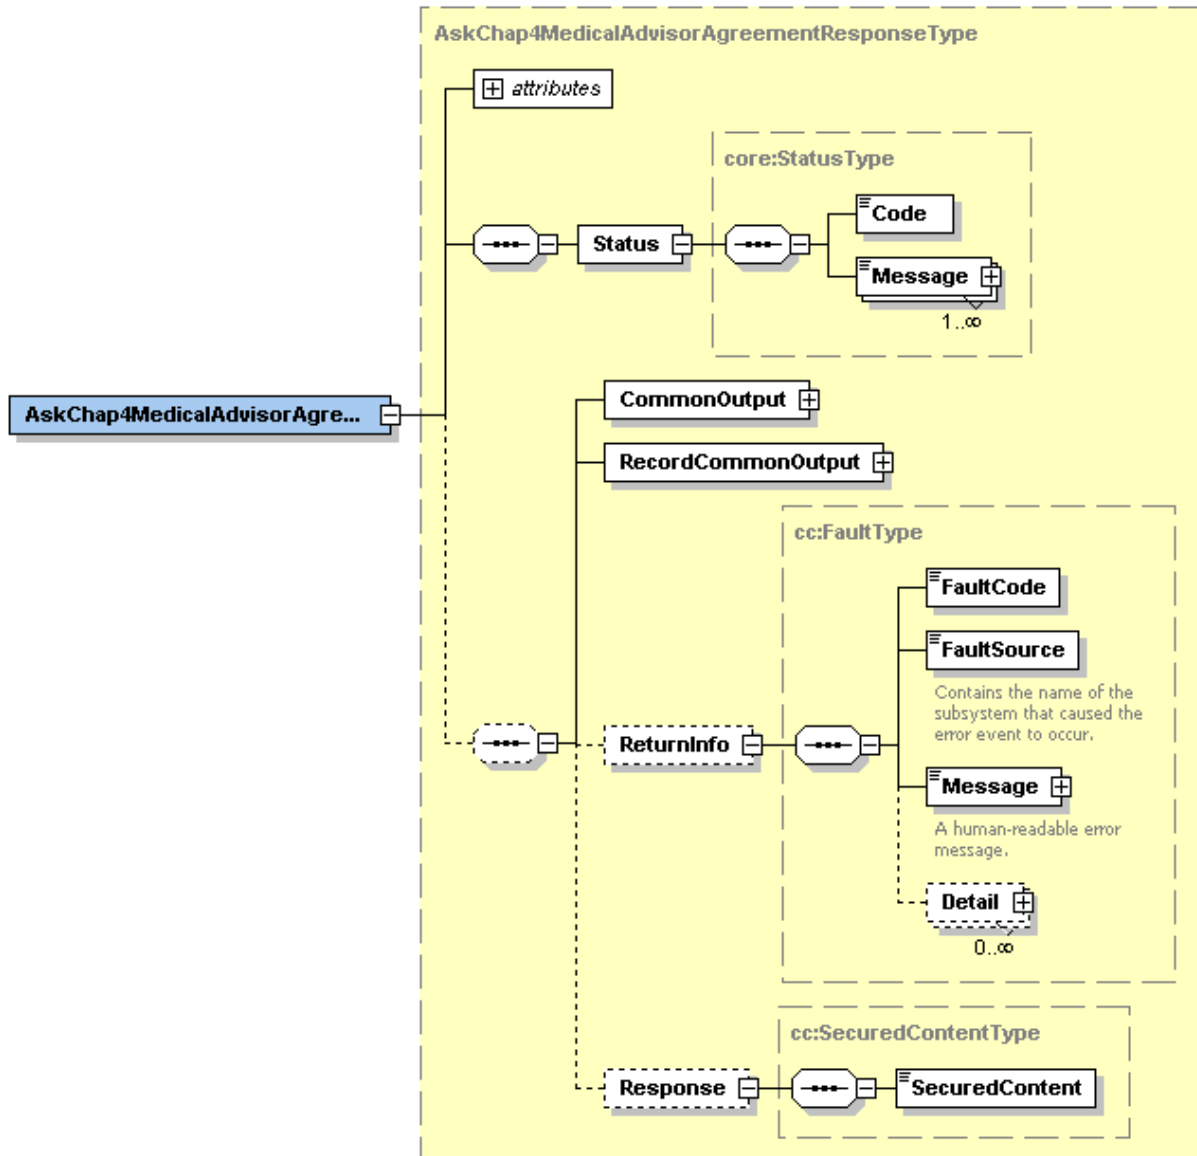 AskChap4MedicalAdvisorAgreementResponseType
attributes
core:StatusType
Code
Status
Message
1..∞
CommonOutput
AskChap4MedicalAdvisorAgre...
RecordCommonOutput
cc:FaultType
FaultCode
FaultSource
Contains the name of the
subsystem that caused the
error event to occur.
ReturnInfo
Message
A human-readable error
message.
Detail
0..∞
cc:SecuredContentType
Response
SecuredContent